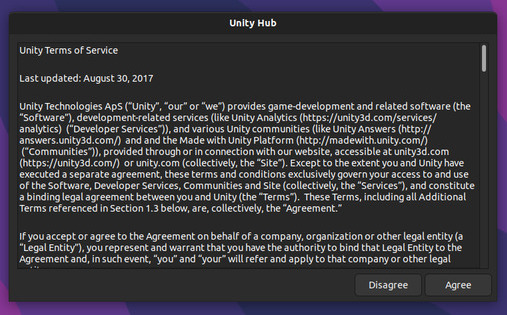 Unity Hub
Unity Terms of Service
Last updated: August 30, 2017
Unity Technologies ApS (“Unity”, “our” or “we”) provides game-development and related software (the
“Software”), development-related services (like Unity Analytics (https://unity3d.com/services/
analytics)  (“Developer Services”)), and various Unity communities (like Unity Answers (http://
answers.unity3d.com/)  and and the Made with Unity Platform (http://madewith.unity.com/)
(“Communities”)), provided through or in connection with our website, accessible at unity3d.com
(https://unity3d.com/)  or unity.com (collectively, the “Site”). Except to the extent you and Unity have
executed a separate agreement, these terms and conditions exclusively govern your access to and use
of the Software, Developer Services, Communities and Site (collectively, the “Services”), and constitute
a binding legal agreement between you and Unity (the “Terms”).  These Terms, including all Additional
Terms referenced in Section 1.3 below, are, collectively, the “Agreement.”
If you accept or agree to the Agreement on behalf of a company, organization or other legal entity (a
“Legal Entity”), you represent and warrant that you have the authority to bind that Legal Entity to the
Agreement and, in such event, “you” and “your” will refer and apply to that company or other legal
Disagree
Agree